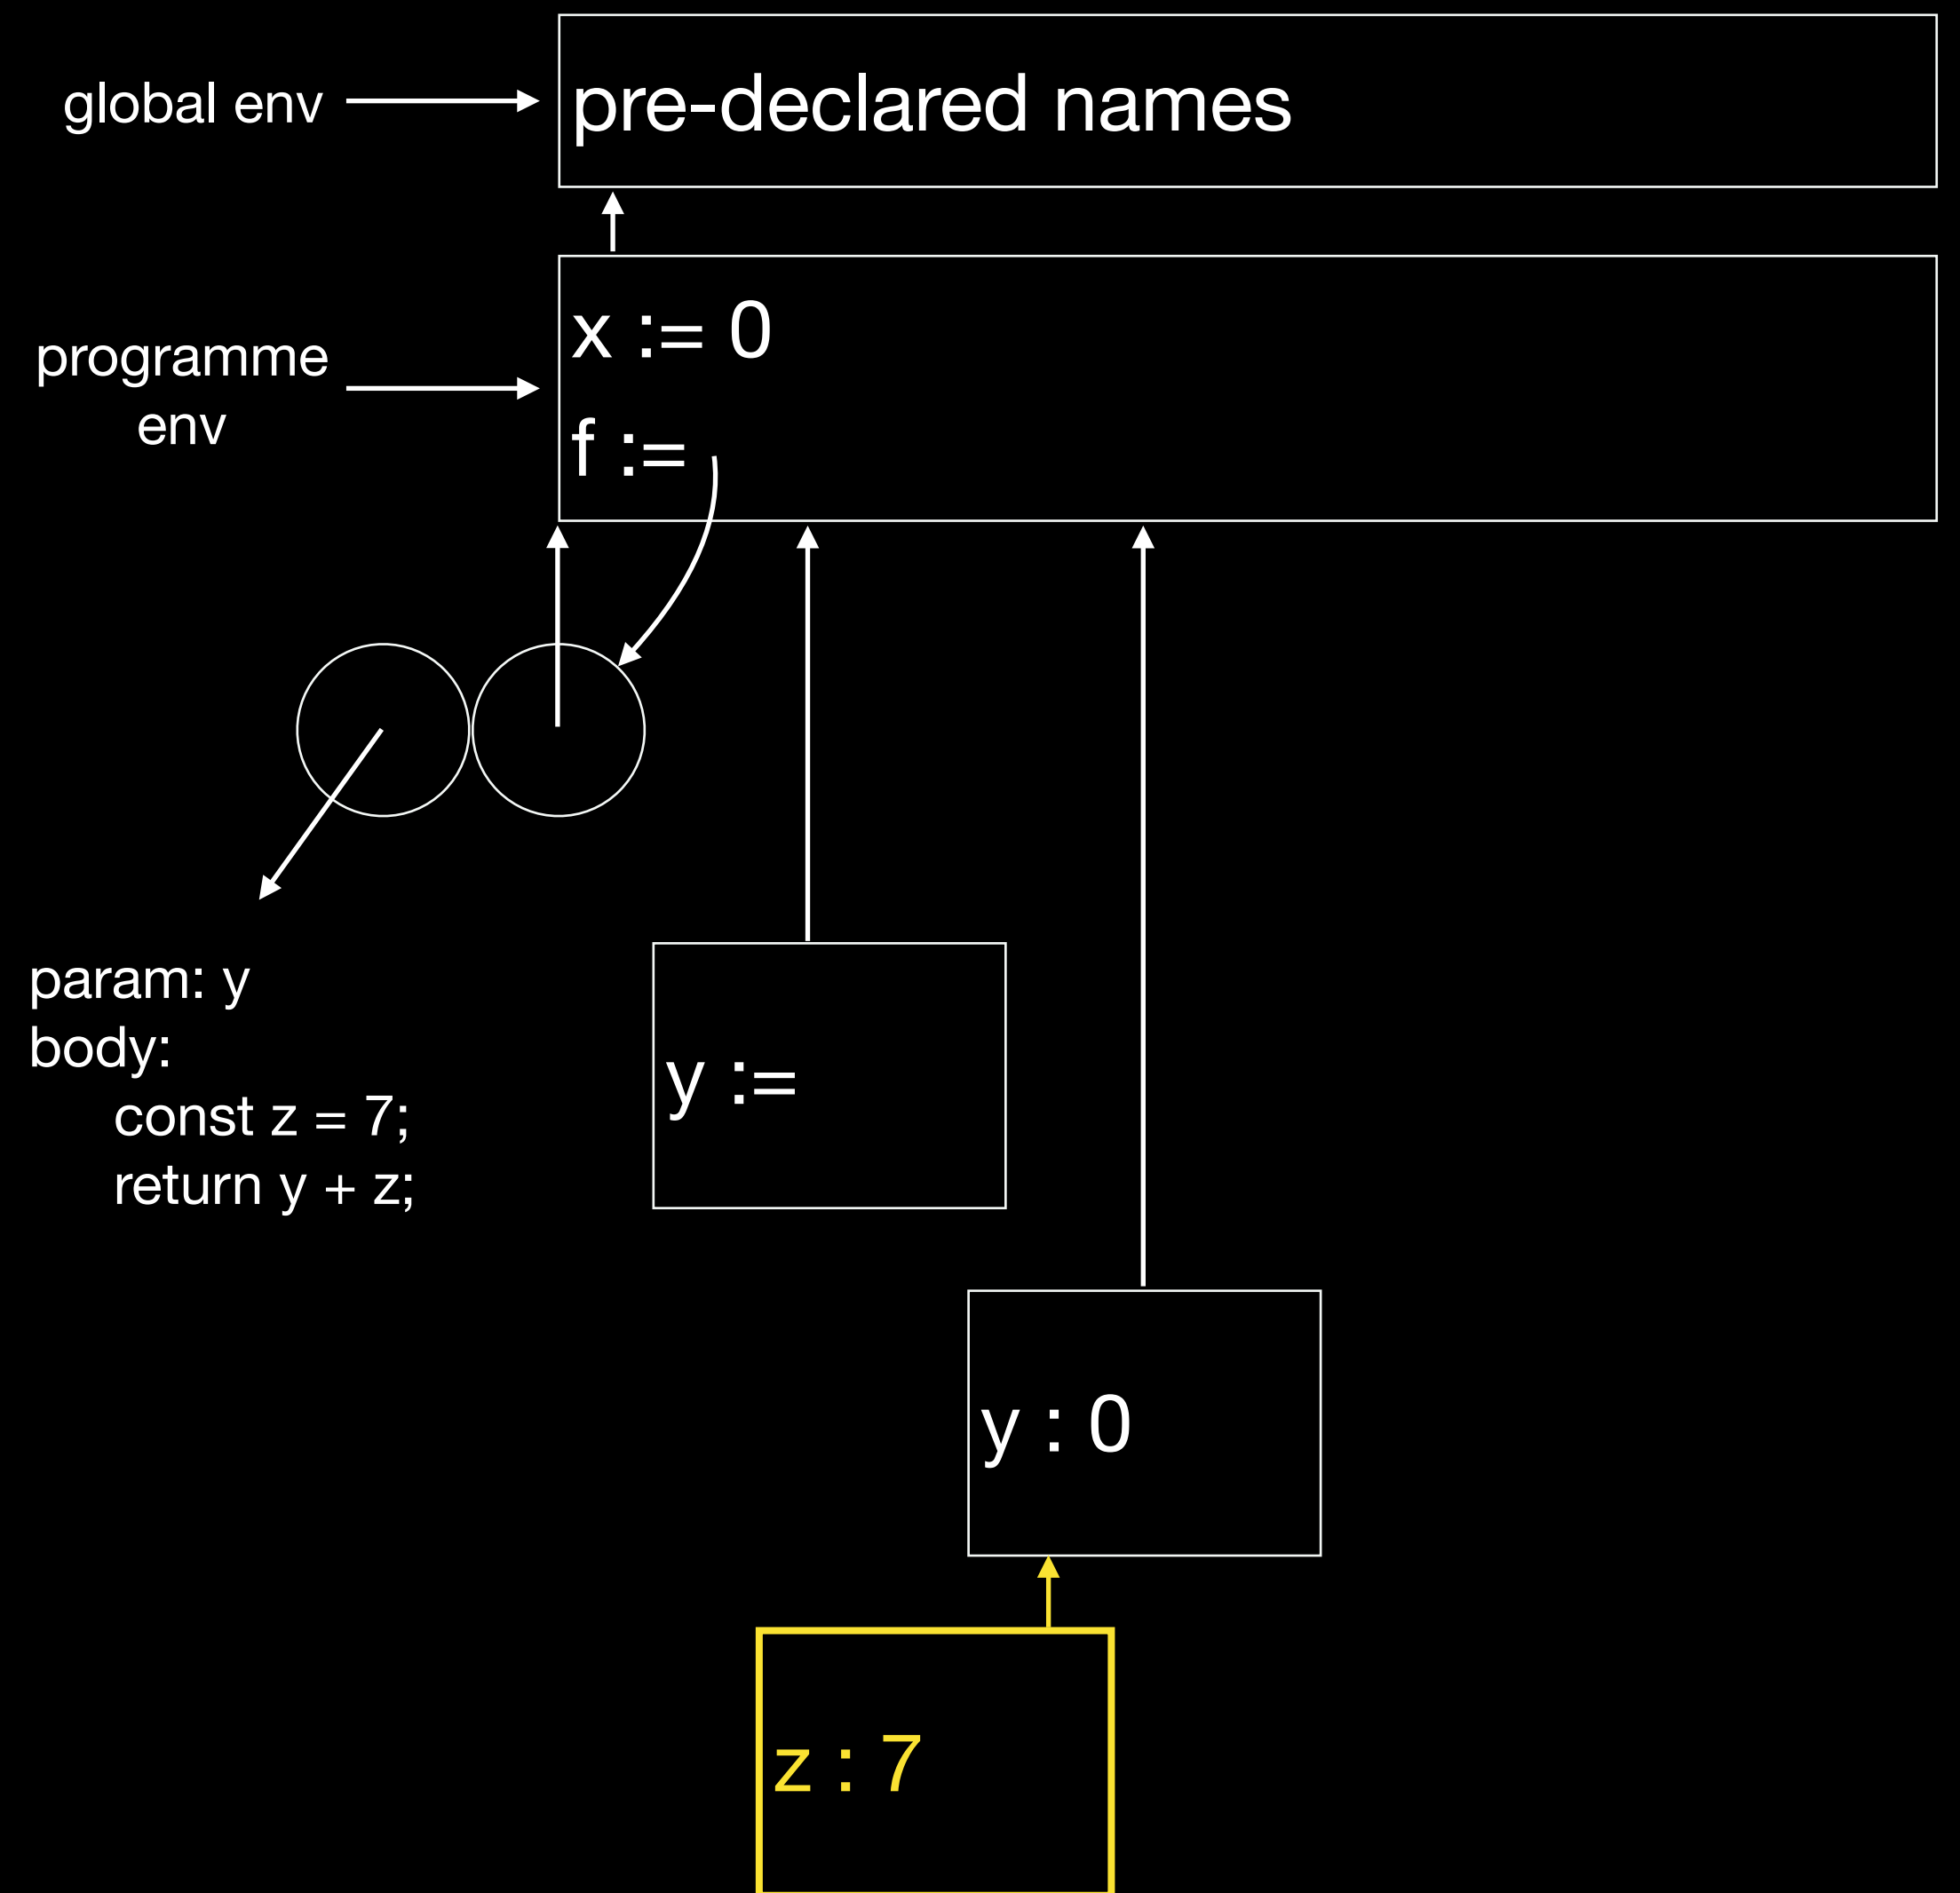 global env
pre-declared names
programme
env
x := 0
f :=
param: y
body:
const z = 7;
return y + z;
y :=
y : 0
z : 7